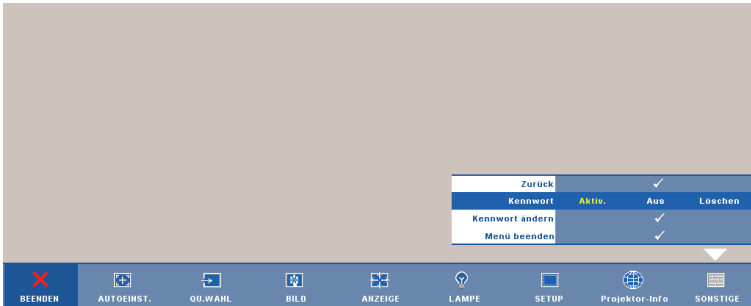 Zurück
Kennwort Aktiv. Aus Löschen
Kennwort ändern
Menü beenden
BEENDEN AUTOEINST. QU.WAHL BILD ANZEIGE LAMPE SETUP Projektor-Info SONSTIGE